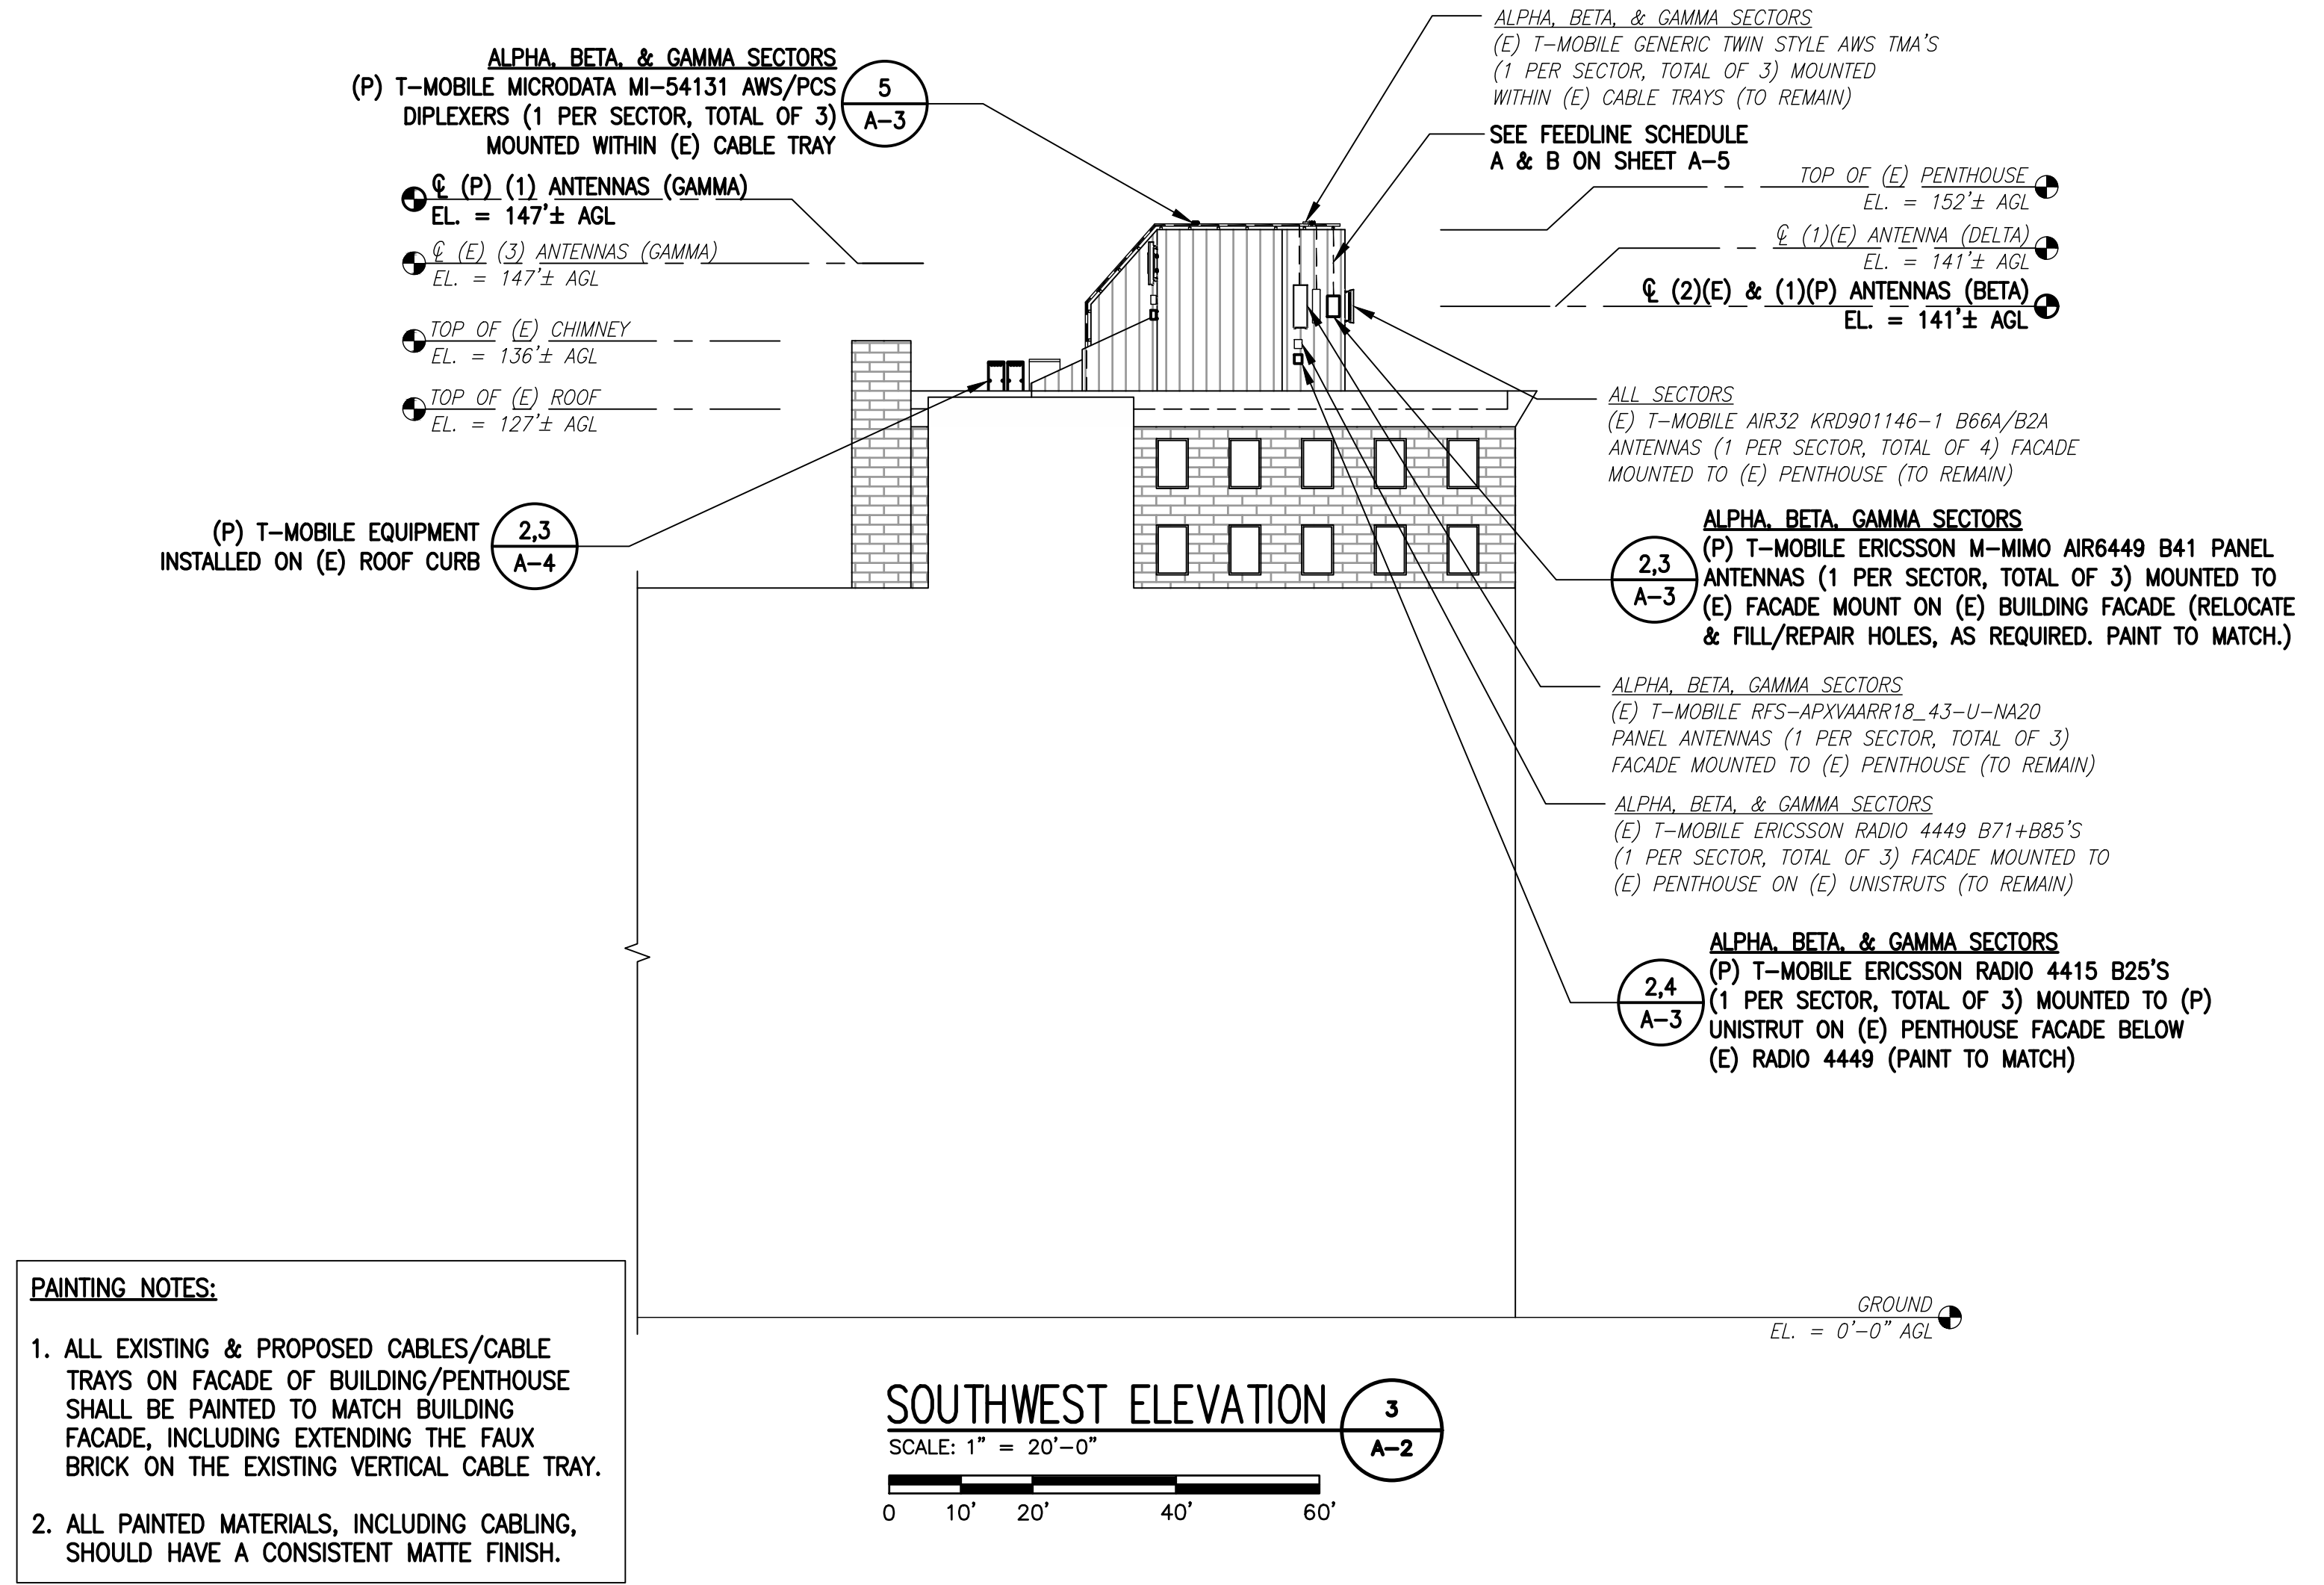 ALPHA, BETA, & GAMMA SECTORS
(P) T-MOBILE MICRODATA MI-54131 AWS/PCS
DIPLEXERS (1 PER SECTOR, TOTAL OF 3)
MOUNTED WITHIN (E) CABLE TRAY
5
A-3
℄ (P) (1) ANTENNAS (GAMMA)
EL. = 147'± AGL
℄ (E) (3) ANTENNAS (GAMMA)
EL. = 147'± AGL
TOP OF (E) CHIMNEY
EL. = 136'± AGL
TOP OF (E) ROOF
EL. = 127'± AGL
(P) T-MOBILE EQUIPMENT
INSTALLED ON (E) ROOF CURB
2,3
A-4
ALPHA, BETA, & GAMMA SECTORS
(E) T-MOBILE GENERIC TWIN STYLE AWS TMA'S
(1 PER SECTOR, TOTAL OF 3) MOUNTED
WITHIN (E) CABLE TRAYS (TO REMAIN)
SEE FEEDLINE SCHEDULE
A & B ON SHEET A-5
TOP OF (E) PENTHOUSE
EL. = 152'± AGL
℄ (1)(E) ANTENNA (DELTA)
EL. = 141'± AGL
℄ (2)(E) & (1)(P) ANTENNAS (BETA)
EL. = 141'± AGL
ALL SECTORS
(E) T-MOBILE AIR32 KRD901146-1 B66A/B2A
ANTENNAS (1 PER SECTOR, TOTAL OF 4) FACADE
MOUNTED TO (E) PENTHOUSE (TO REMAIN)
2,3
A-3
ALPHA, BETA, GAMMA SECTORS
(P) T-MOBILE ERICSSON M-MIMO AIR6449 B41 PANEL
ANTENNAS (1 PER SECTOR, TOTAL OF 3) MOUNTED TO
(E) FACADE MOUNT ON (E) BUILDING FACADE (RELOCATE
& FILL/REPAIR HOLES, AS REQUIRED. PAINT TO MATCH.)
ALPHA, BETA, GAMMA SECTORS
(E) T-MOBILE RFS-APXVAARR18_43-U-NA20
PANEL ANTENNAS (1 PER SECTOR, TOTAL OF 3)
FACADE MOUNTED TO (E) PENTHOUSE (TO REMAIN)
ALPHA, BETA, & GAMMA SECTORS
(E) T-MOBILE ERICSSON RADIO 4449 B71+B85'S
(1 PER SECTOR, TOTAL OF 3) FACADE MOUNTED TO
(E) PENTHOUSE ON (E) UNISTRUTS (TO REMAIN)
2,4
A-3
ALPHA, BETA, & GAMMA SECTORS
(P) T-MOBILE ERICSSON RADIO 4415 B25'S
(1 PER SECTOR, TOTAL OF 3) MOUNTED TO (P)
UNISTRUT ON (E) PENTHOUSE FACADE BELOW
(E) RADIO 4449 (PAINT TO MATCH)
GROUND
EL. = 0'-0" AGL
PAINTING NOTES:
1. ALL EXISTING & PROPOSED CABLES/CABLE
TRAYS ON FACADE OF BUILDING/PENTHOUSE
SHALL BE PAINTED TO MATCH BUILDING
FACADE, INCLUDING EXTENDING THE FAUX
BRICK ON THE EXISTING VERTICAL CABLE TRAY.
2. ALL PAINTED MATERIALS, INCLUDING CABLING,
SHOULD HAVE A CONSISTENT MATTE FINISH.
SOUTHWEST ELEVATION
3
A-2
SCALE: 1" = 20'-0"
0 10' 20' 40' 60'